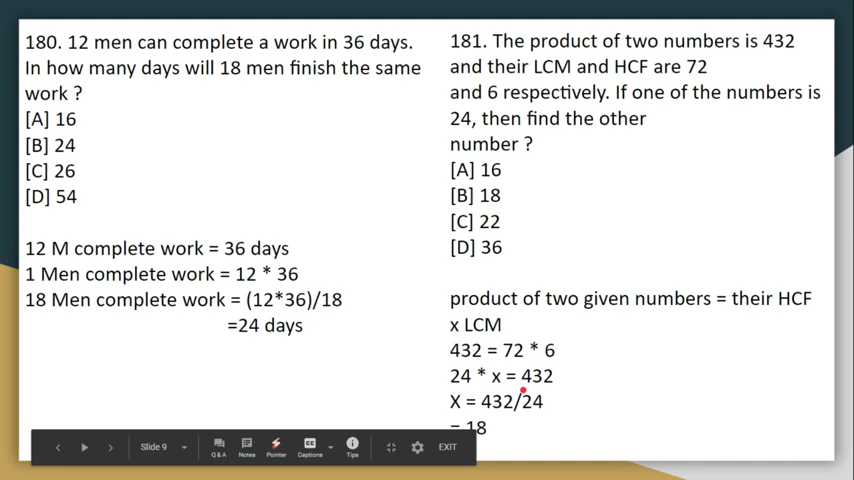 180. 12 men can complete a work in 36 days.
In how many days will 18 men finish the same
work ?
[A] 16
[B] 24
[C] 26
[D] 54
12 M complete work = 36 days
1 Men complete work = 12 * 36
18 Men complete work = (12*36)/18
=24 days
181. The product of two numbers is 432
and their LCM and HCF are 72
and 6 respectively. If one of the numbers is
24, then find the other
number ?
[A] 16
[B] 18
[C] 22
[D] 36
product of two given numbers = their HCF
x LCM
432 = 72 * 6
24 * x = 432
X = 432/24
= 18
Slide 9
Q & A
Notes
Pointer
CC
Captions
Tips
EXIT